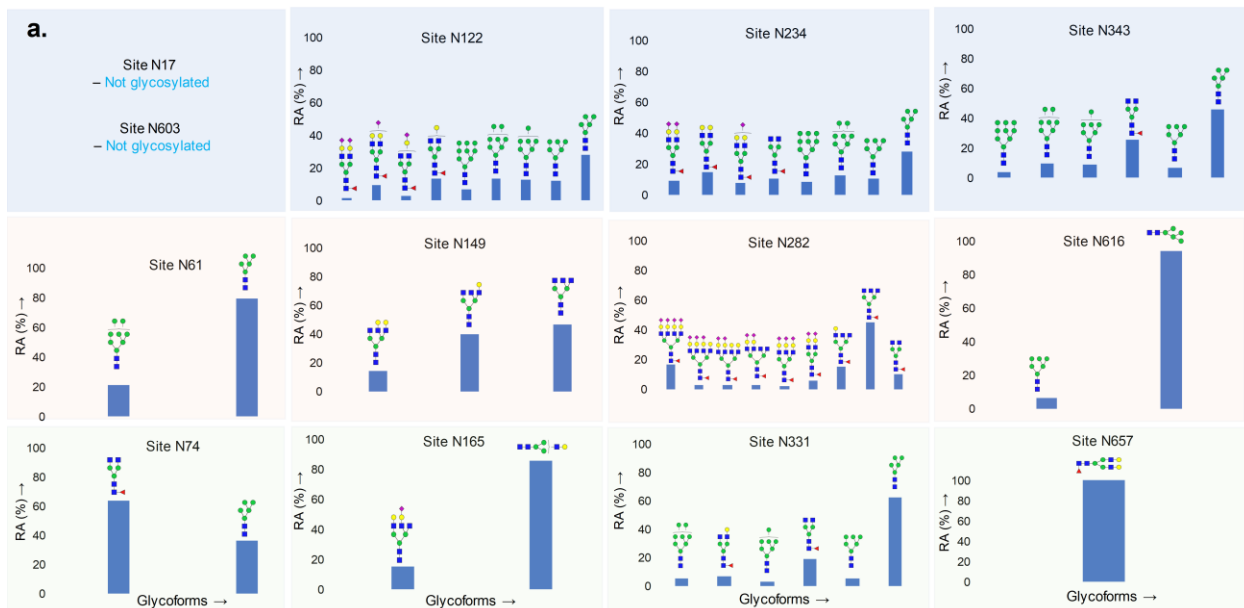 a.
Site N17
– Not glycosylated
Site N603
– Not glycosylated
Site N122
RA (%) →
100
80
60
40
20
0
Site N234
RA (%) →
100
80
60
40
20
0
Site N343
RA (%) →
100
80
60
40
20
0
Site N61
RA (%) →
100
80
60
40
20
0
Site N149
RA (%) →
100
80
60
40
20
0
Site N282
RA (%) →
100
80
60
40
20
0
Site N616
RA (%) →
100
80
60
40
20
0
Site N74
RA (%) →
100
80
60
40
20
0
Glycoforms →
Site N165
RA (%) →
100
80
60
40
20
0
Glycoforms →
Site N331
RA (%) →
100
80
60
40
20
0
Glycoforms →
Site N657
RA (%) →
100
80
60
40
20
0
Glycoforms →